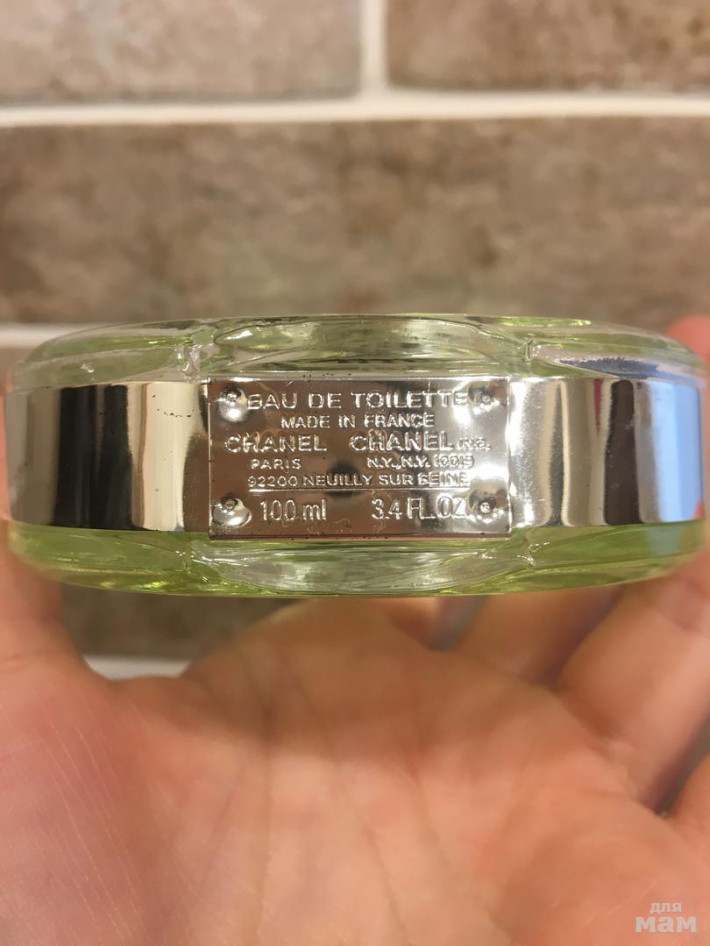 EAU DE TOILETTE
MADE IN FRANCE
CHANEL CHANEL INC.
PARIS N.Y., N.Y. 10019
92200 NEUILLY SUR SEINE
100 ml 3.4 FL.OZ.
для
мам